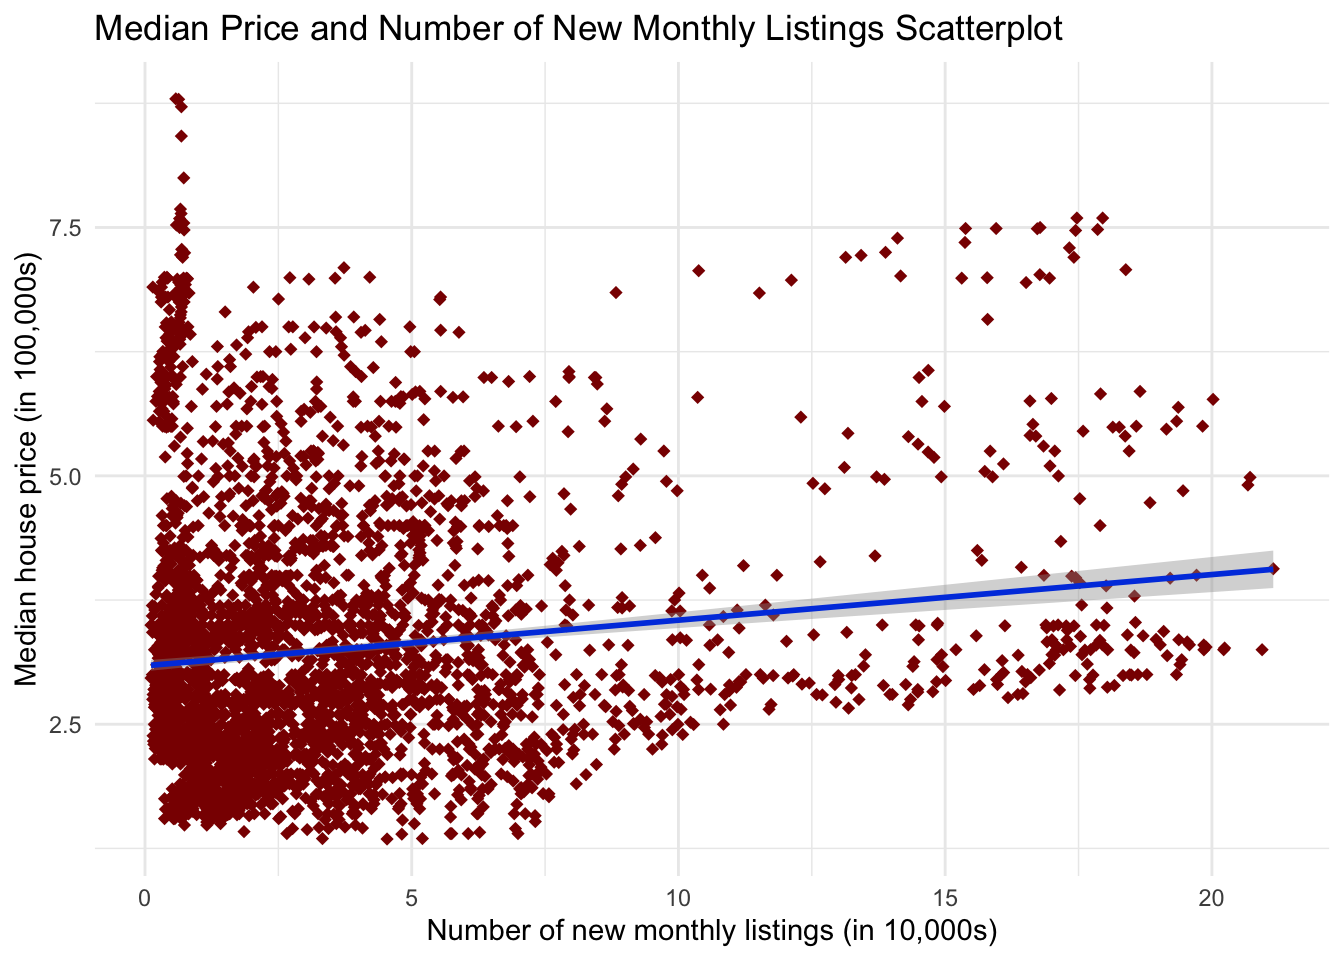 Median Price and Number of New Monthly Listings Scatterplot
Median house price (in 100,000s)
7.5
5.0
2.5
0 5 10 15 20
Number of new monthly listings (in 10,000s)